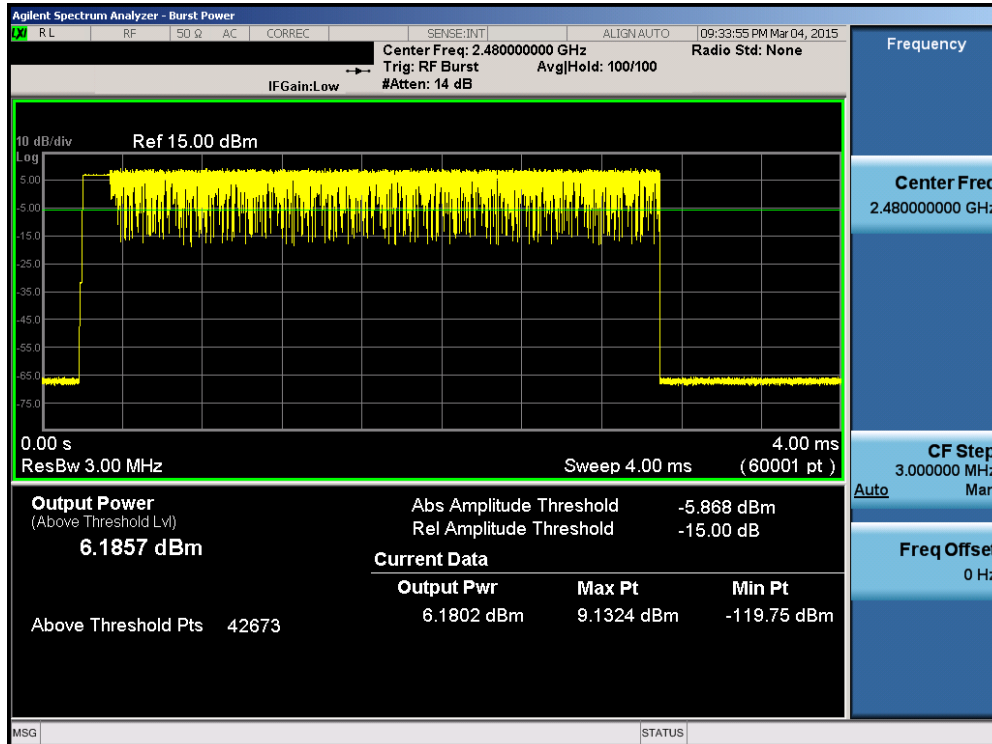 Agilent Spectrum Analyzer - Burst Power
LXI RL RF 50 Ω AC CORREC SENSE:INT ALIGNAUTO 09:33:55 PM Mar 04, 2015
Center Freq: 2.480000000 GHz Radio Std: None
Trig: RF Burst Avg|Hold: 100/100
IFGain:Low #Atten: 14 dB
10 dB/div Ref 15.00 dBm
Log
5.00
-5.00
-15.0
-25.0
-35.0
-45.0
-55.0
-65.0
-75.0
0.00 s 4.00 ms
ResBw 3.00 MHz Sweep 4.00 ms (60001 pt)
Output Power
(Above Threshold Lvl)
6.1857 dBm
Above Threshold Pts 42673
Abs Amplitude Threshold -5.868 dBm
Rel Amplitude Threshold -15.00 dB
Current Data
Output Pwr Max Pt Min Pt
6.1802 dBm 9.1324 dBm -119.75 dBm
Frequency
Center Freq
2.480000000 GHz
CF Step
3.000000 MHz
Auto Man
Freq Offset
0 Hz
MSG STATUS